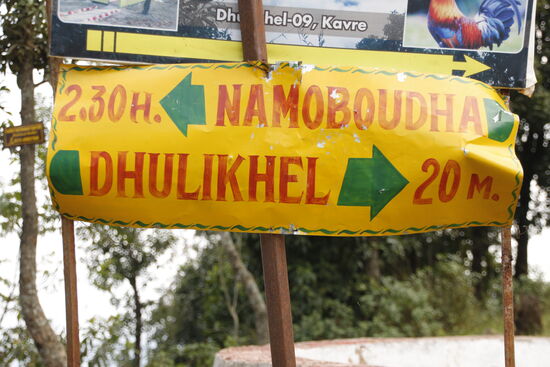 Dhulikhel-09, Kavre
2.30 H. NAMOBOUDHA
DHULIKHEL 20 M.